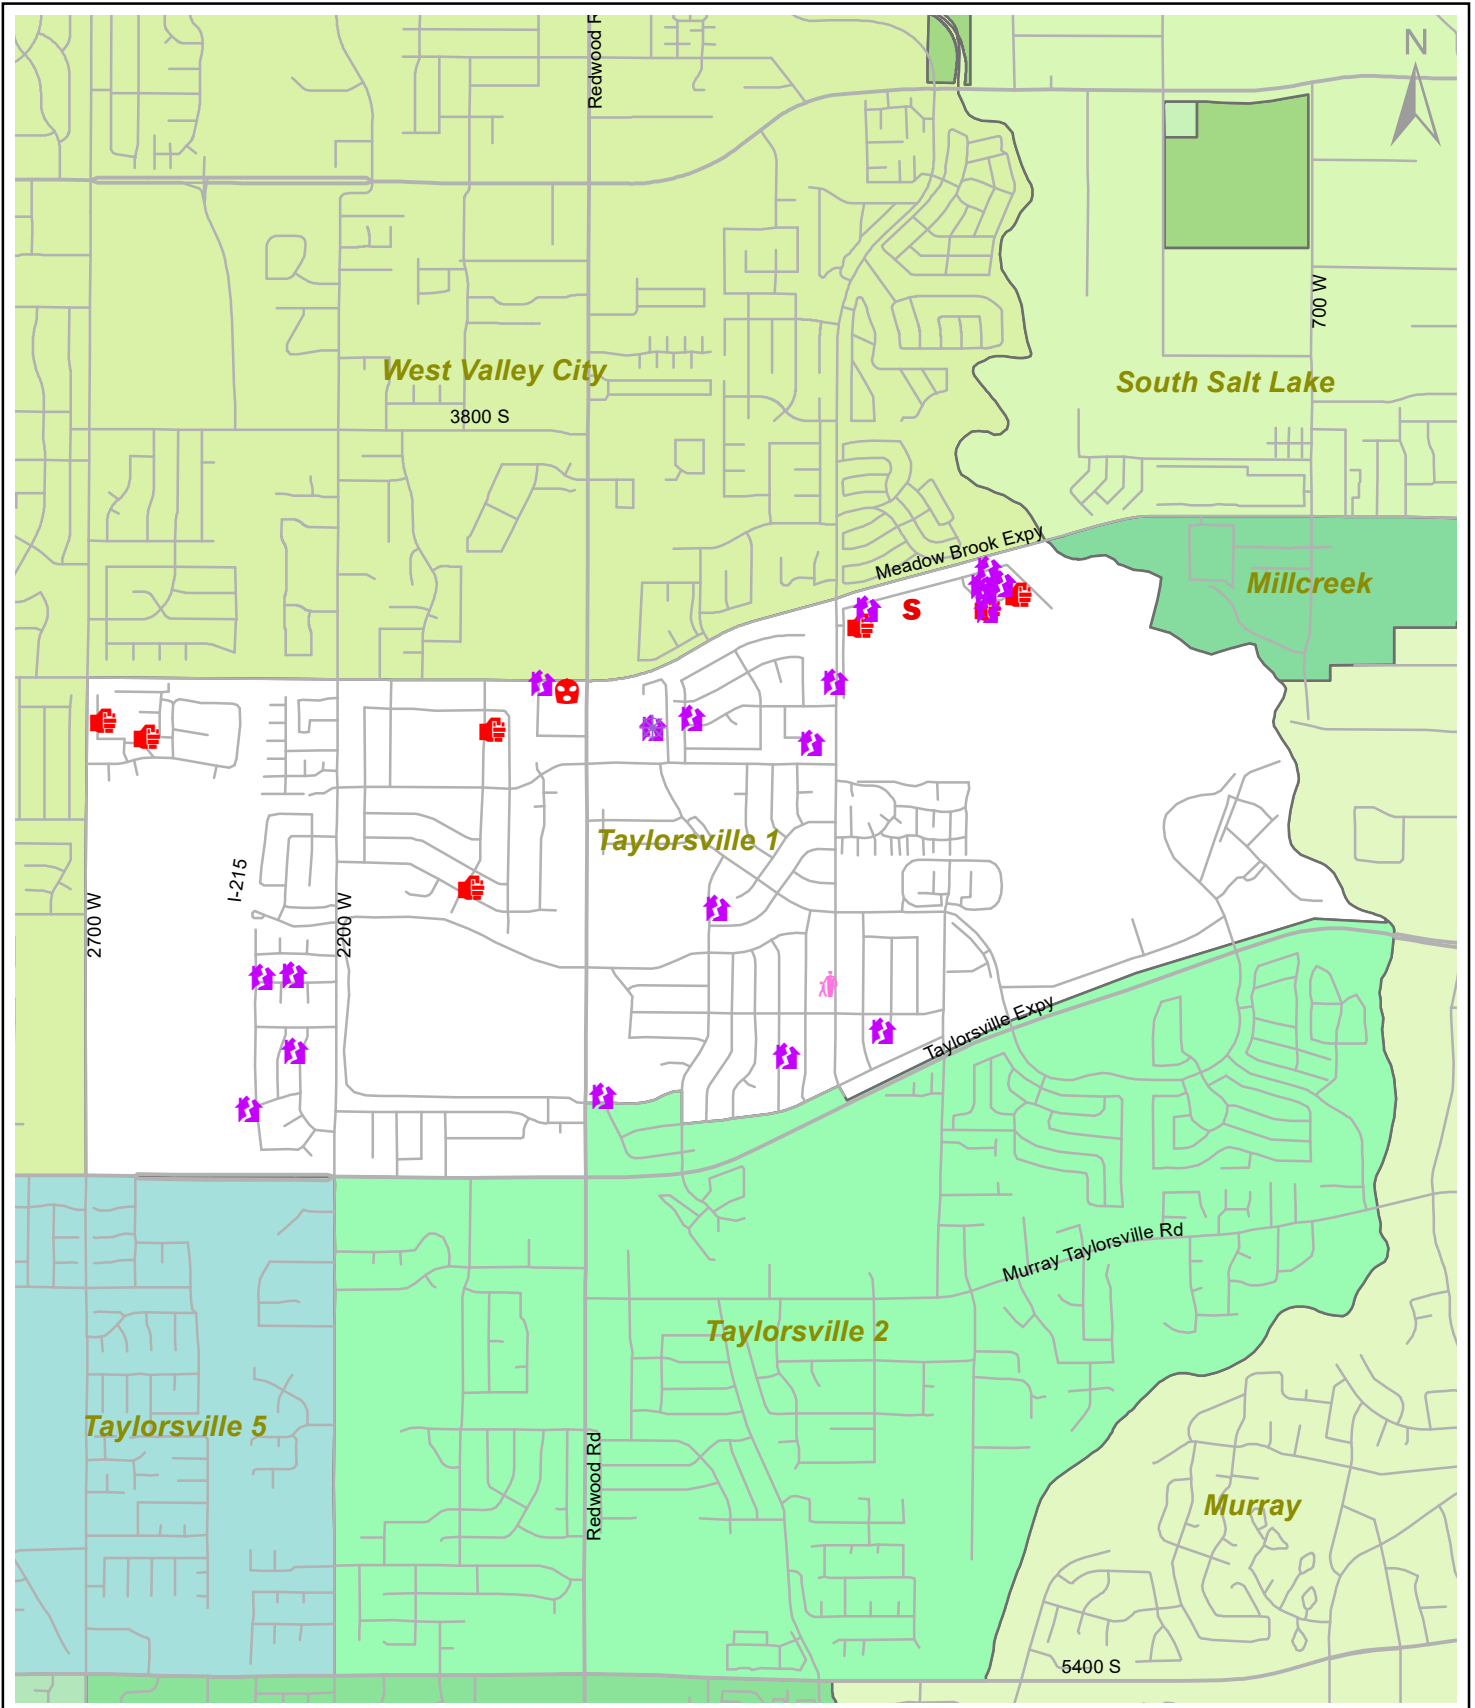 N
Redwood R
700 W
West Valley City
South Salt Lake
3800 S
Meadow Brook Expy
Millcreek
S
Taylorsville 1
I-215
2700 W
2200 W
Taylorsville Expy
Murray Taylorsville Rd
Taylorsville 2
Taylorsville 5
Redwood Rd
Murray
5400 S